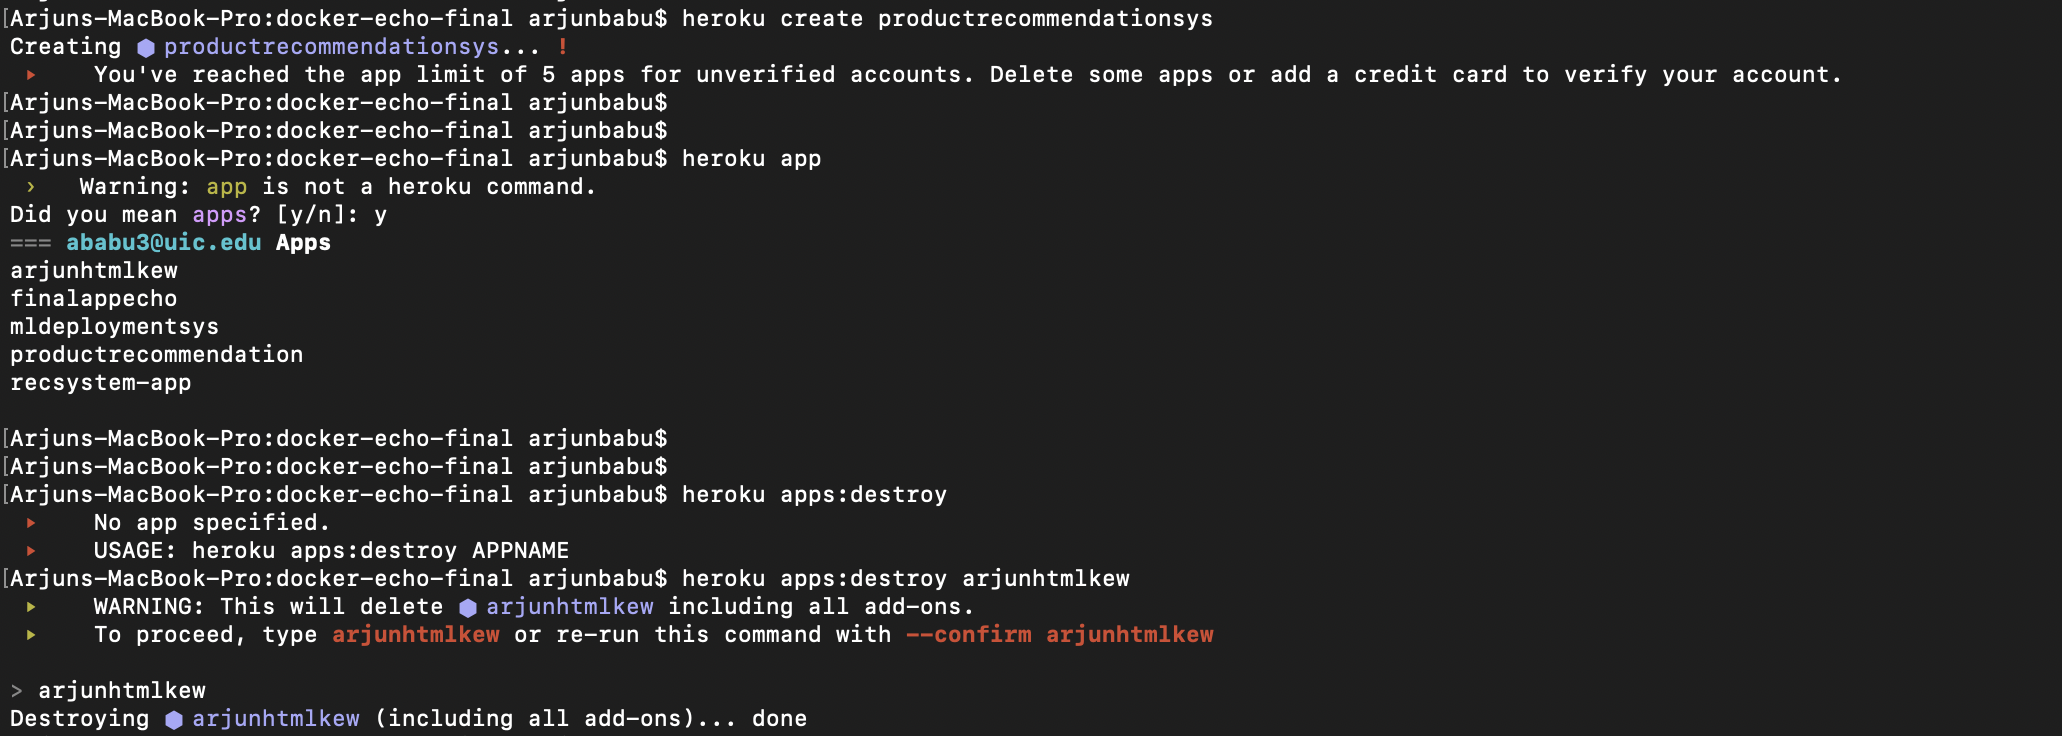 [Arjuns-MacBook-Pro:docker-echo-final arjunbabu$ heroku create productrecommendationsys
Creating ⬢ productrecommendationsys... !
▸    You've reached the app limit of 5 apps for unverified accounts. Delete some apps or add a credit card to verify your account.
[Arjuns-MacBook-Pro:docker-echo-final arjunbabu$
[Arjuns-MacBook-Pro:docker-echo-final arjunbabu$
[Arjuns-MacBook-Pro:docker-echo-final arjunbabu$ heroku app
›   Warning: app is not a heroku command.
Did you mean apps? [y/n]: y
=== ababu3@uic.edu Apps
arjunhtmlkew
finalappecho
mldeploymentsys
productrecommendation
recsystem-app
[Arjuns-MacBook-Pro:docker-echo-final arjunbabu$
[Arjuns-MacBook-Pro:docker-echo-final arjunbabu$
[Arjuns-MacBook-Pro:docker-echo-final arjunbabu$ heroku apps:destroy
▸    No app specified.
▸    USAGE: heroku apps:destroy APPNAME
[Arjuns-MacBook-Pro:docker-echo-final arjunbabu$ heroku apps:destroy arjunhtmlkew
▸    WARNING: This will delete ⬢ arjunhtmlkew including all add-ons.
▸    To proceed, type arjunhtmlkew or re-run this command with --confirm arjunhtmlkew
> arjunhtmlkew
Destroying ⬢ arjunhtmlkew (including all add-ons)... done